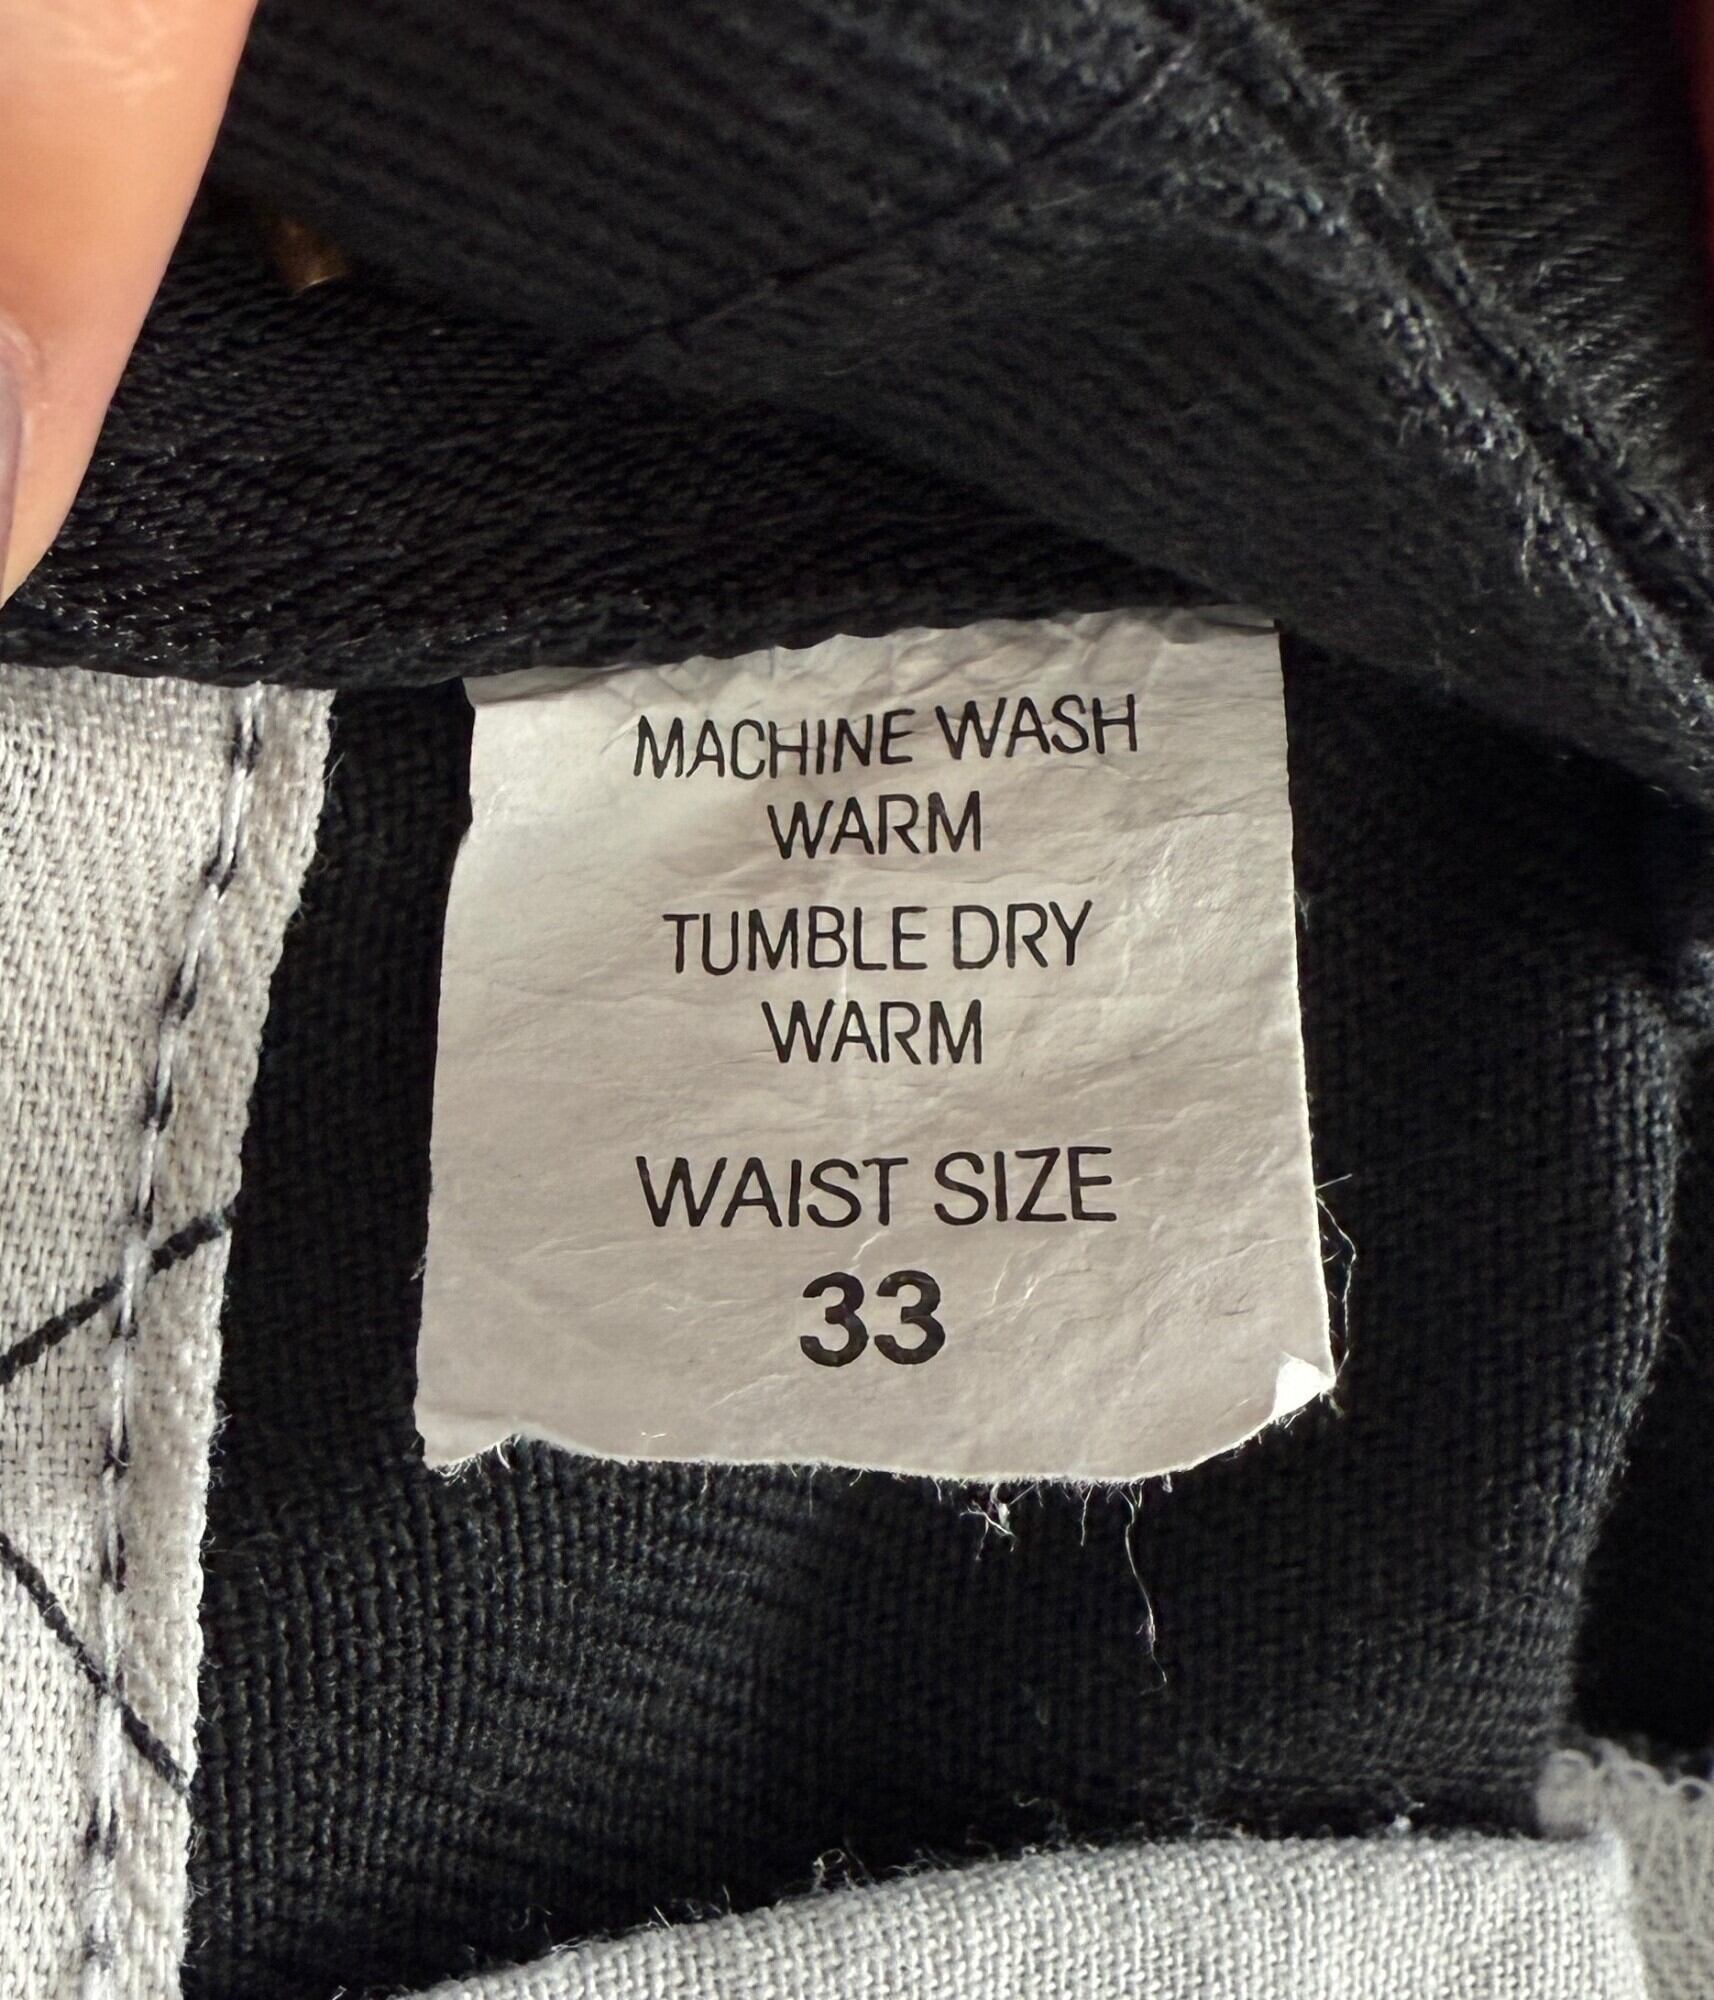 MACHINE WASH
WARM
TUMBLE DRY
WARM
WAIST SIZE
33